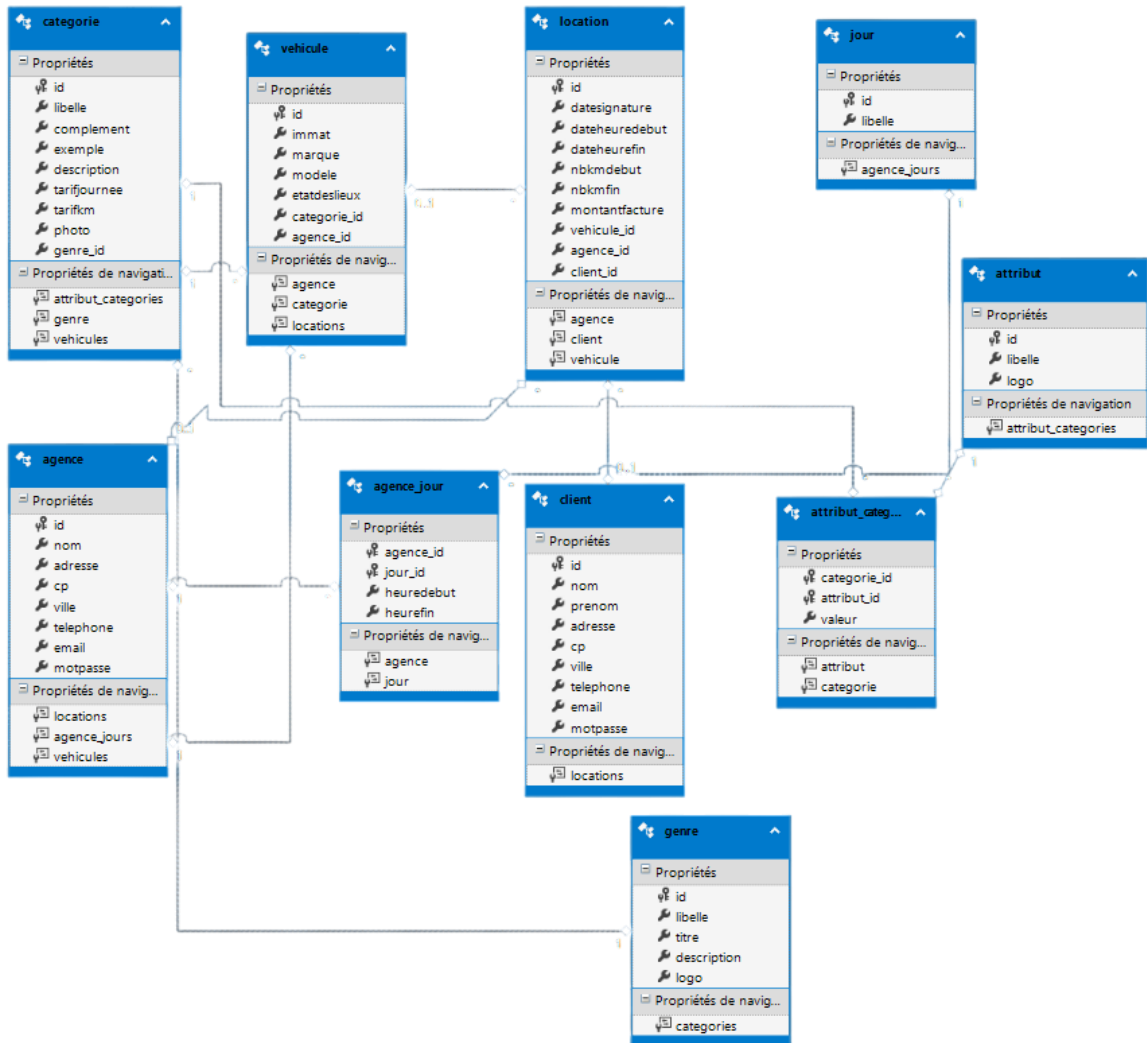 categorie
Propriétés
id
libelle
complement
exemple
description
tarifjournee
tarifkm
photo
genre_id
Propriétés de navigati...
attribut_categories
genre
vehicules
vehicule
Propriétés
id
immat
marque
modele
etatdeslieux
categorie_id
agence_id
Propriétés de navig...
agence
categorie
locations
location
Propriétés
id
datesignature
dateheuredebut
dateheurefin
nbkmdebut
nbkmfin
montantfacture
vehicule_id
agence_id
client_id
Propriétés de navig...
agence
client
vehicule
jour
Propriétés
id
libelle
Propriétés de navig...
agence_jours
attribut
Propriétés
id
libelle
logo
Propriétés de navigation
attribut_categories
agence
Propriétés
id
nom
adresse
cp
ville
telephone
email
motpasse
Propriétés de navig...
locations
agence_jours
vehicules
agence_jour
Propriétés
agence_id
jour_id
heuredebut
heurefin
Propriétés de navig...
agence
jour
client
Propriétés
id
nom
prenom
adresse
cp
ville
telephone
email
motpasse
Propriétés de navig...
locations
attribut_categ...
Propriétés
categorie_id
attribut_id
valeur
Propriétés de navig...
attribut
categorie
genre
Propriétés
id
libelle
titre
description
logo
Propriétés de navig...
categories